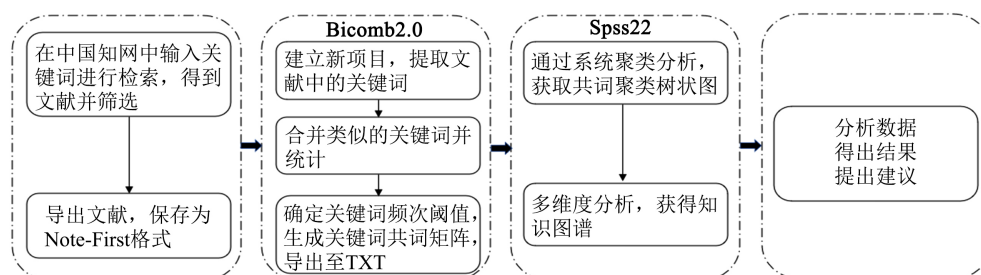 在中国知网中输入关
键词进行检索，得到
文献并筛选
导出文献，保存为
Note-First格式
Bicomb2.0
建立新项目，提取文
献中的关键词
合并类似的关键词并
统计
确定关键词频次阈值，
生成关键词共词矩阵，
导出至TXT
Spss22
通过系统聚类分析，
获取共词聚类树状图
多维度分析，获得知
识图谱
分析数据
得出结果
提出建议